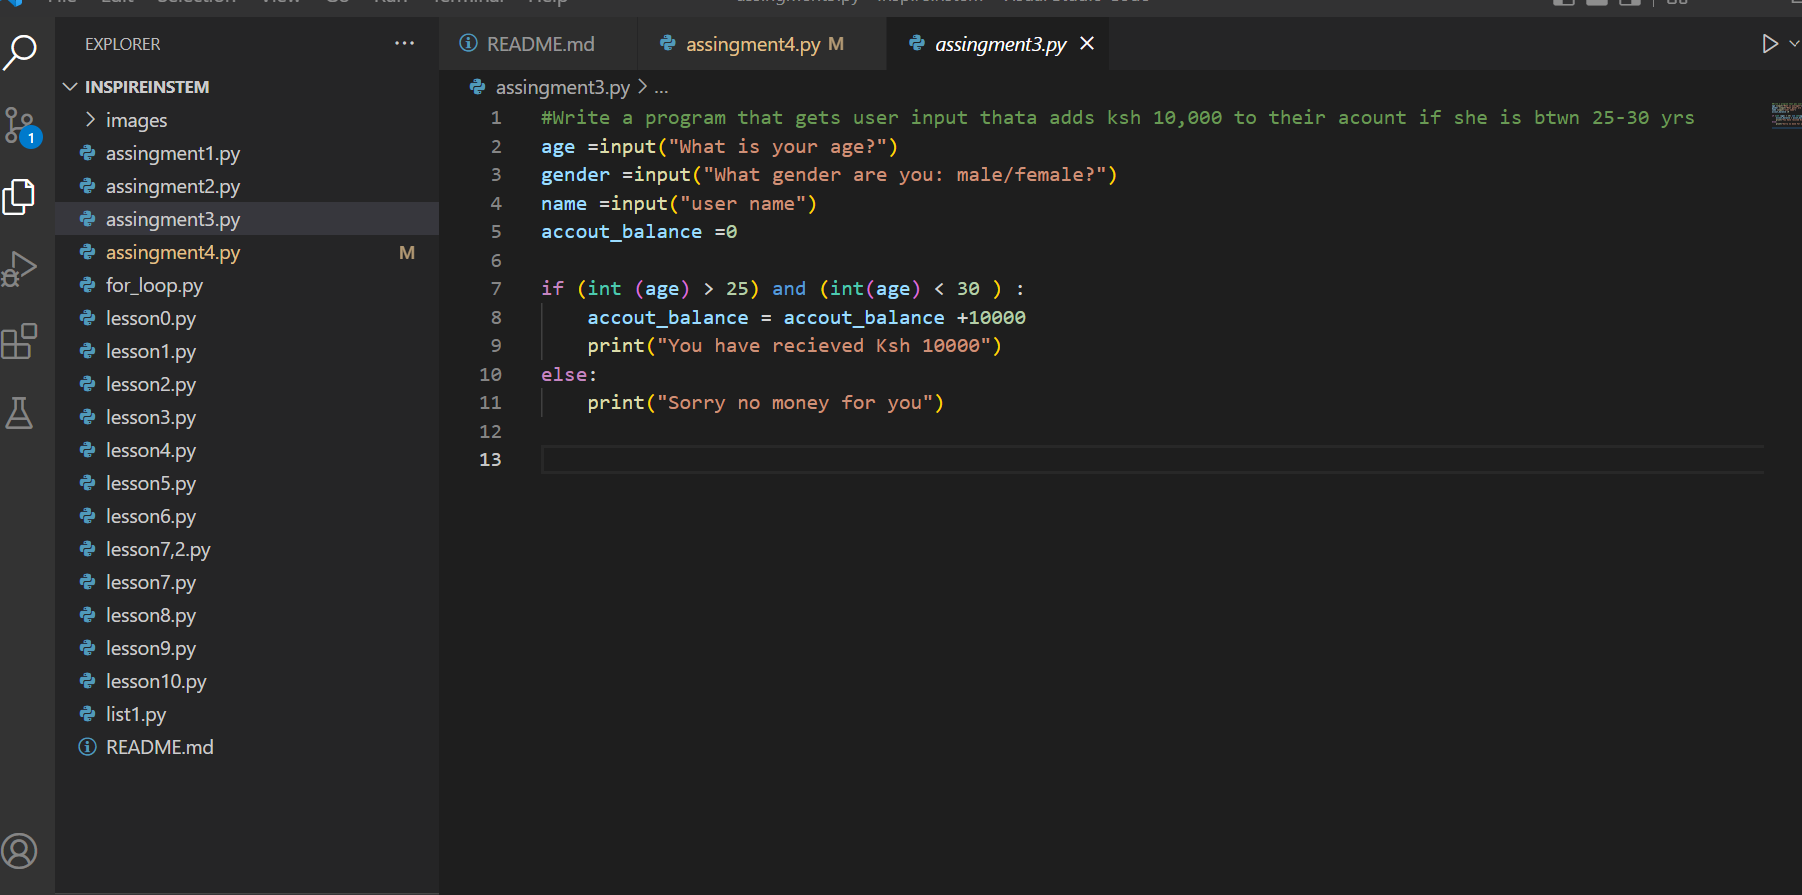 EXPLORER ...
README.md
assingment4.py M
assingment3.py
INSPIREINSTEM
images
assingment1.py
assingment2.py
assingment3.py
assingment4.py M
for_loop.py
lesson0.py
lesson1.py
lesson2.py
lesson3.py
lesson4.py
lesson5.py
lesson6.py
lesson7,2.py
lesson7.py
lesson8.py
lesson9.py
lesson10.py
list1.py
README.md
1
assingment3.py > ...
1 #Write a program that gets user input thata adds ksh 10,000 to their acount if she is btwn 25-30 yrs
2 age =input("What is your age?")
3 gender =input("What gender are you: male/female?")
4 name =input("user name")
5 accout_balance =0
6
7 if (int (age) > 25) and (int(age) < 30 ) :
8 accout_balance = accout_balance +10000
9 print("You have recieved Ksh 10000")
10 else:
11 print("Sorry no money for you")
12
13